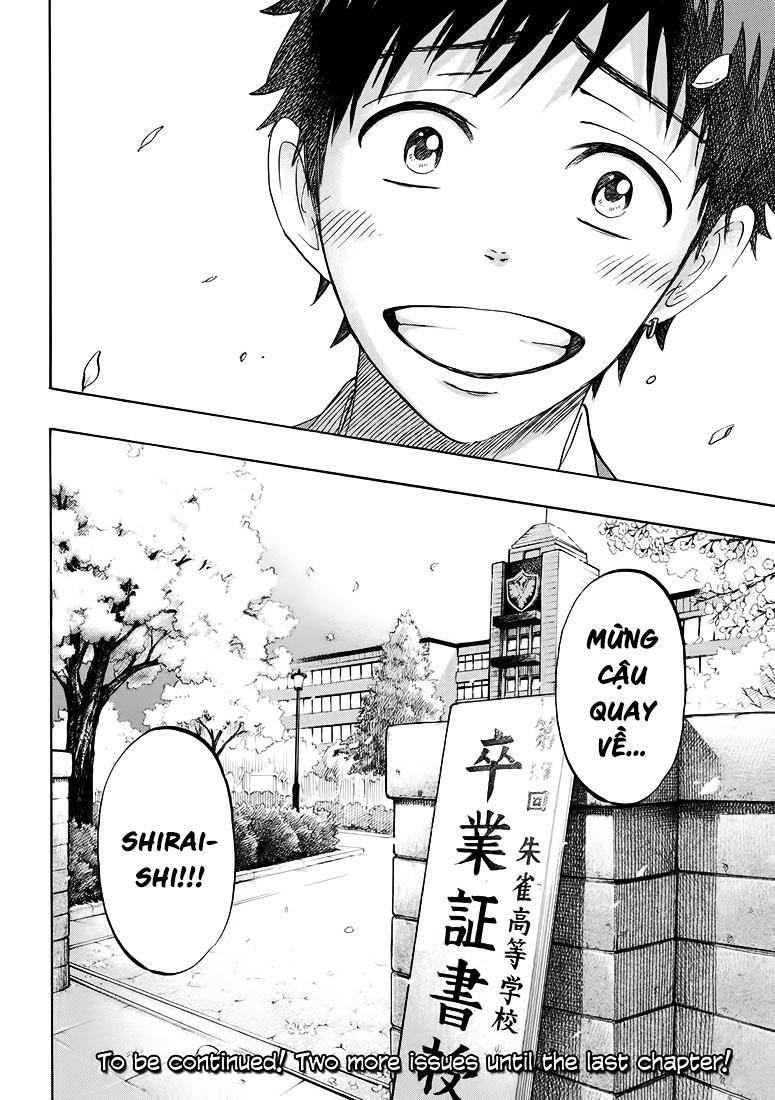 MỪNG
CẬU
QUAY
VỀ...
SHIRAI-
SHI!!!
回
朱雀高等学校
卒業証書授
To be continued! Two more issues until the last chapter!